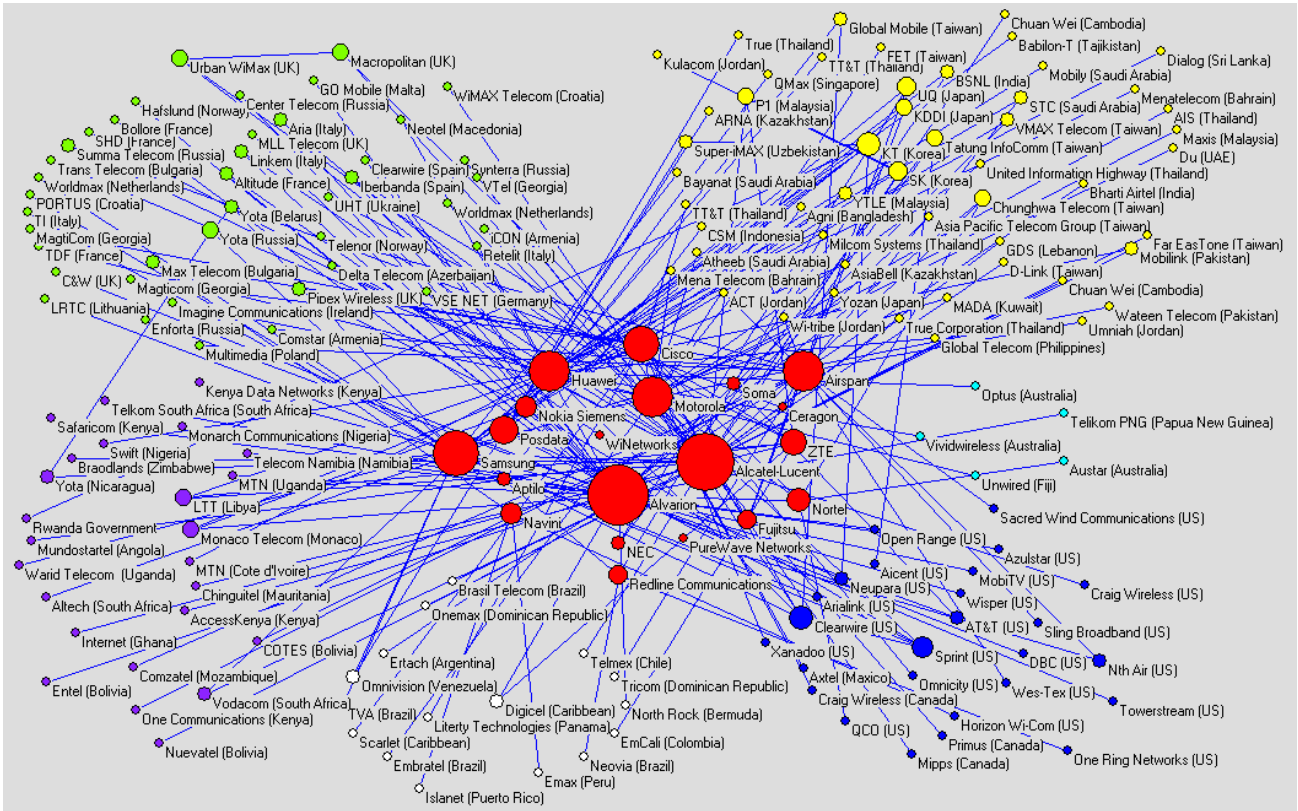 Urban WiMax (UK)
Macropolitan (UK)
GO Mobile (Malta)
WiMAX Telecom (Croatia)
Hafslund (Norway)
Center Telecom (Russia)
Bollore (France)
Aria (Italy)
Neotel (Macedonia)
SHD (France)
MLL Telecom (UK)
Summa Telecom (Russia)
Linkem (Italy)
Clearwire (Spain)
Sunterra (Russia)
Trans Telecom (Bulgaria)
Altitude (France)
Iberbanda (Spain)
VTel (Georgia)
Worldmax (Netherlands)
UHT (Ukraine)
Worldmax (Netherlands)
PORTUS (Croatia)
Yota (Belarus)
TI (Italy)
Yota (Russia)
Telenor (Norway)
iCON (Armenia)
MagtiCom (Georgia)
Retelit (Italy)
TDF (France)
Max Telecom (Bulgaria)
Delta Telecom (Azerbaijan)
C&W (UK)
Magticom (Georgia)
Pipex Wireless (UK)
VSE NET (Germany)
LRTC (Lithuania)
Imagine Communications (Ireland)
Enforta (Russia)
Comstar (Armenia)
Multimedia (Poland)
Global Mobile (Taiwan)
Chuan Wei (Cambodia)
True (Thailand)
Babilon-T (Tajikistan)
Kulacom (Jordan)
TT&T (Thailand)
FET (Taiwan)
Dialog (Sri Lanka)
QMax (Singapore)
BSNL (India)
Mobily (Saudi Arabia)
P1 (Malaysia)
UQ (Japan)
STC (Saudi Arabia)
Menatelecom (Bahrain)
ARNA (Kazakhstan)
KDDI (Japan)
VMAX Telecom (Taiwan)
AIS (Thailand)
Super-iMAX (Uzbekistan)
KT (Korea)
Tatung InfoComm (Taiwan)
Maxis (Malaysia)
Du (UAE)
Bayanat (Saudi Arabia)
SK (Korea)
United Information Highway (Thailand)
YTLE (Malaysia)
Chunghwa Telecom (Taiwan)
Bharti Airtel (India)
TT&T (Thailand)
Agni (Bangladesh)
Asia Pacific Telecom Group (Taiwan)
CSM (Indonesia)
Milcom Systems (Thailand)
GDS (Lebanon)
Far EasTone (Taiwan)
Mobilink (Pakistan)
Atheeb (Saudi Arabia)
AsiaBell (Kazakhstan)
D-Link (Taiwan)
Mena Telecom (Bahrain)
Chuan Wei (Cambodia)
ACT (Jordan)
Yozan (Japan)
MADA (Kuwait)
Wateen Telecom (Pakistan)
Wi-tribe (Jordan)
True Corporation (Thailand)
Umniah (Jordan)
Global Telecom (Philippines)
Cisco
Huawer
Airspan
Motorola
Soma
Nokia Siemens
Ceragon
Posdata
WiNetworks
ZTE
Samsung
Alcatel-Lucent
Aptilo
Alvarion
Nortel
Navini
Fujitsu
NEC
PureWave Networks
Redline Communications
Optus (Australia)
Telikom PNG (Papua New Guinea)
Vividwireless (Australia)
Austar (Australia)
Unwired (Fiji)
Kenya Data Networks (Kenya)
Telkom South Africa (South Africa)
Safaricom (Kenya)
Monarch Communications (Nigeria)
Swift (Nigeria)
Braodlands (Zimbabwe)
Telecom Namibia (Namibia)
Yota (Nicaragua)
MTN (Uganda)
LTT (Libya)
Rwanda Government
Monaco Telecom (Monaco)
Mundostartel (Angola)
Warid Telecom (Uganda)
MTN (Cote d'Ivoire)
Chinguitel (Mauritania)
Altech (South Africa)
AccessKenya (Kenya)
Internet (Ghana)
COTES (Bolivia)
Comzatel (Mozambique)
Entel (Bolivia)
Vodacom (South Africa)
One Communications (Kenya)
Nuevatel (Bolivia)
Brasil Telecom (Brazil)
Onemax (Dominican Republic)
Ertach (Argentina)
Telmex (Chile)
Omnivision (Venezuela)
Tricom (Dominican Republic)
TVA (Brazil)
Digicel (Caribbean)
North Rock (Bermuda)
Literty Technologies (Panama)
Scarlet (Caribbean)
EmCali (Colombia)
Embratel (Brazil)
Neovia (Brazil)
Emax (Peru)
Islanet (Puerto Rico)
Sacred Wind Communications (US)
Open Range (US)
Azulstar (US)
Aicent (US)
MobiTV (US)
Neupara (US)
Craig Wireless (US)
Arialink (US)
Wisper (US)
Clearwire (US)
AT&T (US)
Sling Broadband (US)
Xanadoo (US)
Sprint (US)
DBC (US)
Nth Air (US)
Axtel (Maxico)
Omnicity (US)
Wes-Tex (US)
Craig Wireless (Canada)
Towerstream (US)
QCO (US)
Horizon Wi-Com (US)
Primus (Canada)
Mipps (Canada)
One Ring Networks (US)